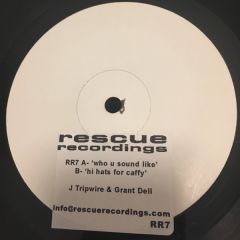 rescue
recordings
RR7 A- 'who u sound like'
B- 'hi hats for caffy'
J Tripwire & Grant Dell
info@rescuerecordings.com
RR7